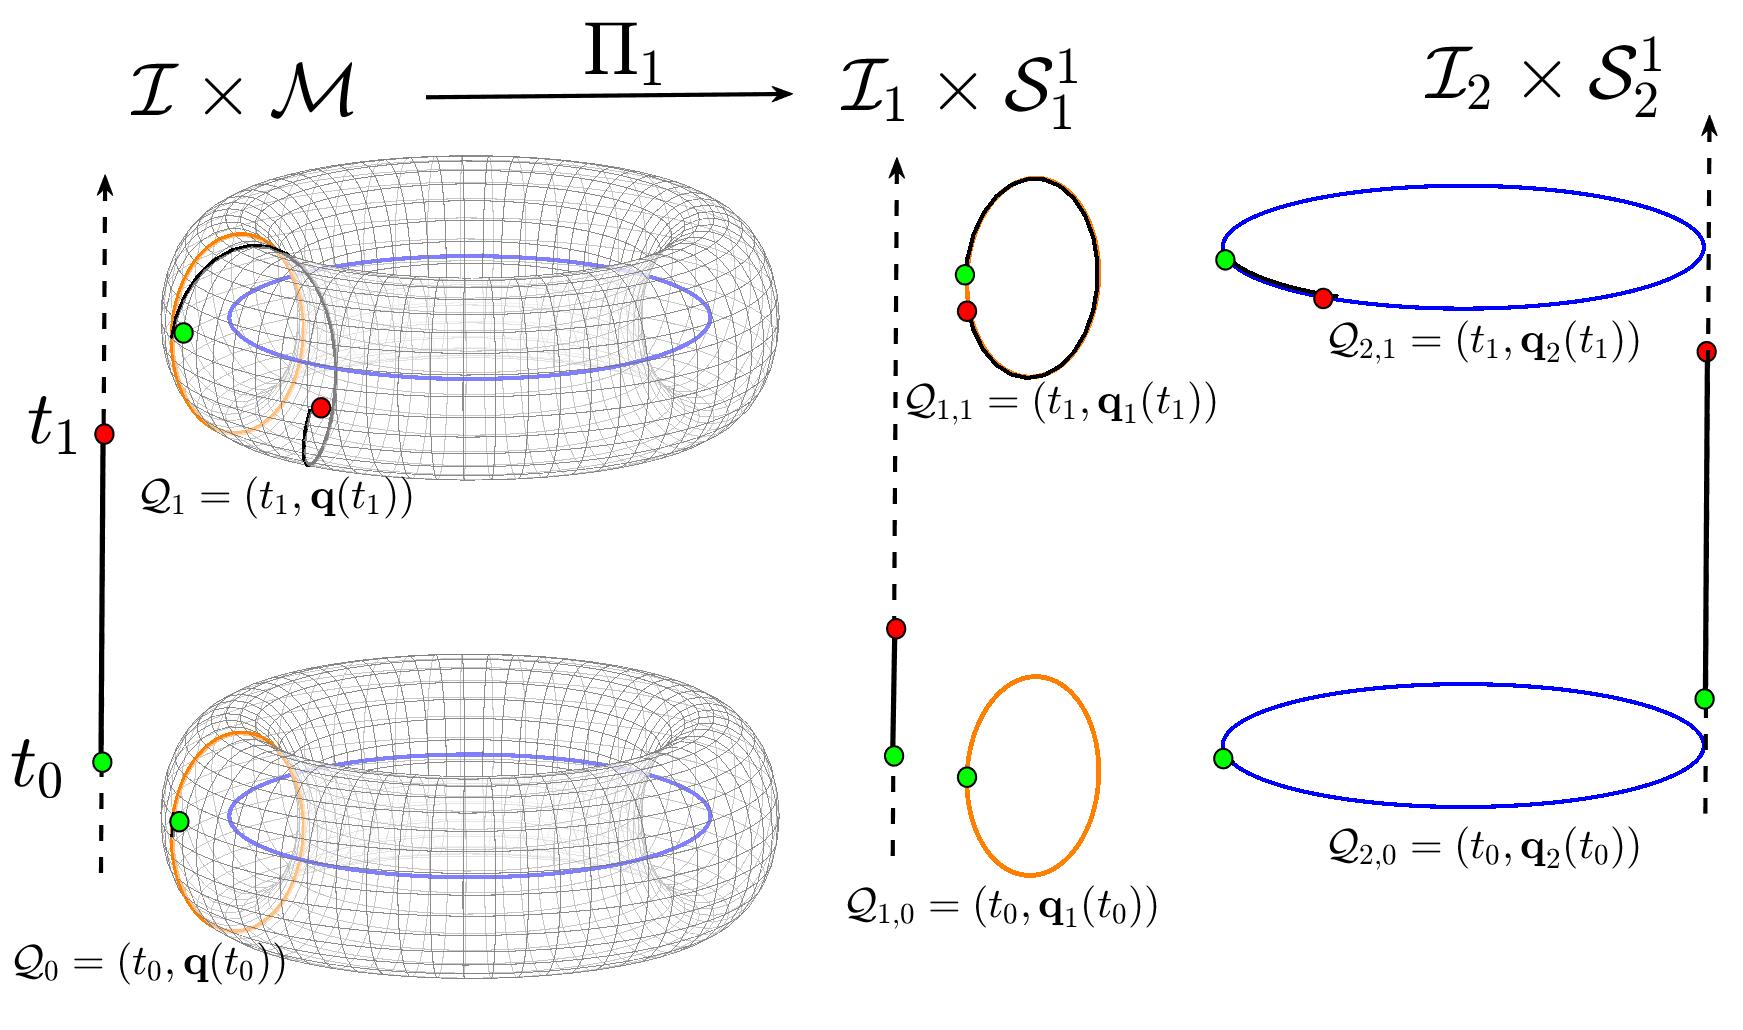 Π₁
ℐ × ℳ
ℐ₁ × 𝒮₁¹
ℐ₂ × 𝒮₂¹
𝒬₂,₁ = (t₁, 𝐪₂(t₁))
𝒬₁,₁ = (t₁, 𝐪₁(t₁))
t₁
𝒬₁ = (t₁, 𝐪(t₁))
t₀
𝒬₂,₀ = (t₀, 𝐪₂(t₀))
𝒬₁,₀ = (t₀, 𝐪₁(t₀))
𝒬₀ = (t₀, 𝐪(t₀))